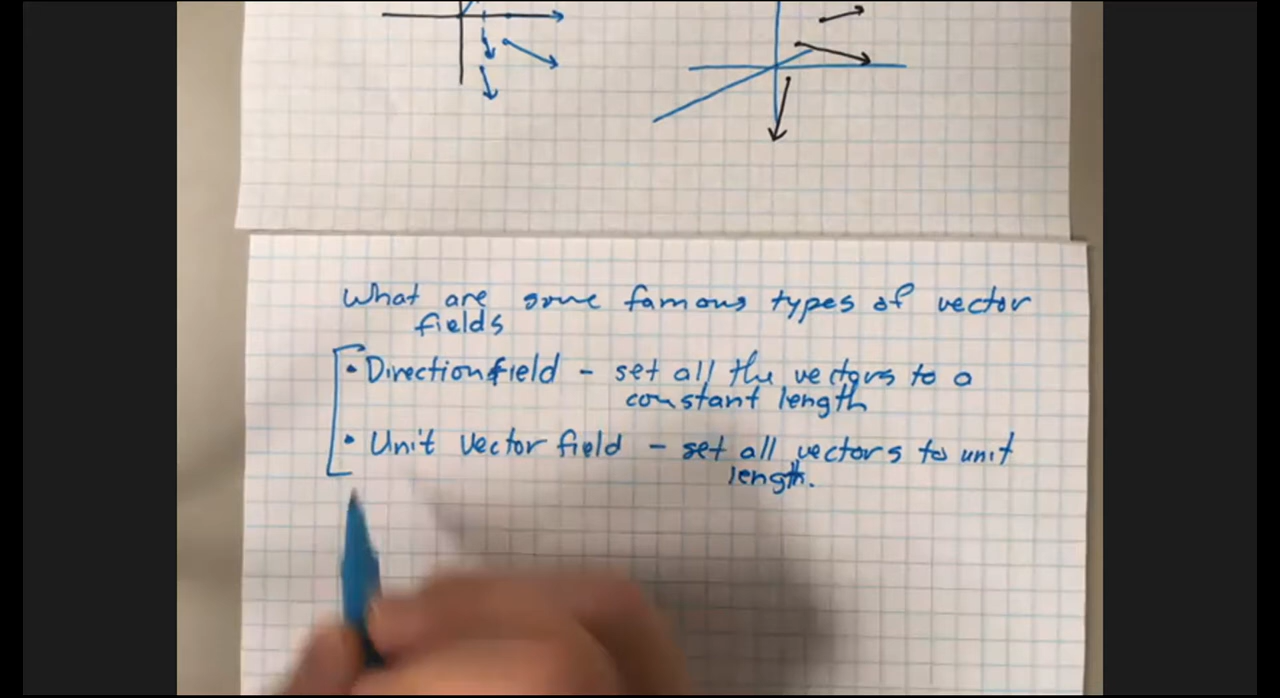 What are some famous types of vector
fields
• Direction field - set all the vectors to a
constant length
• Unit vector field - set all vectors to unit
length.